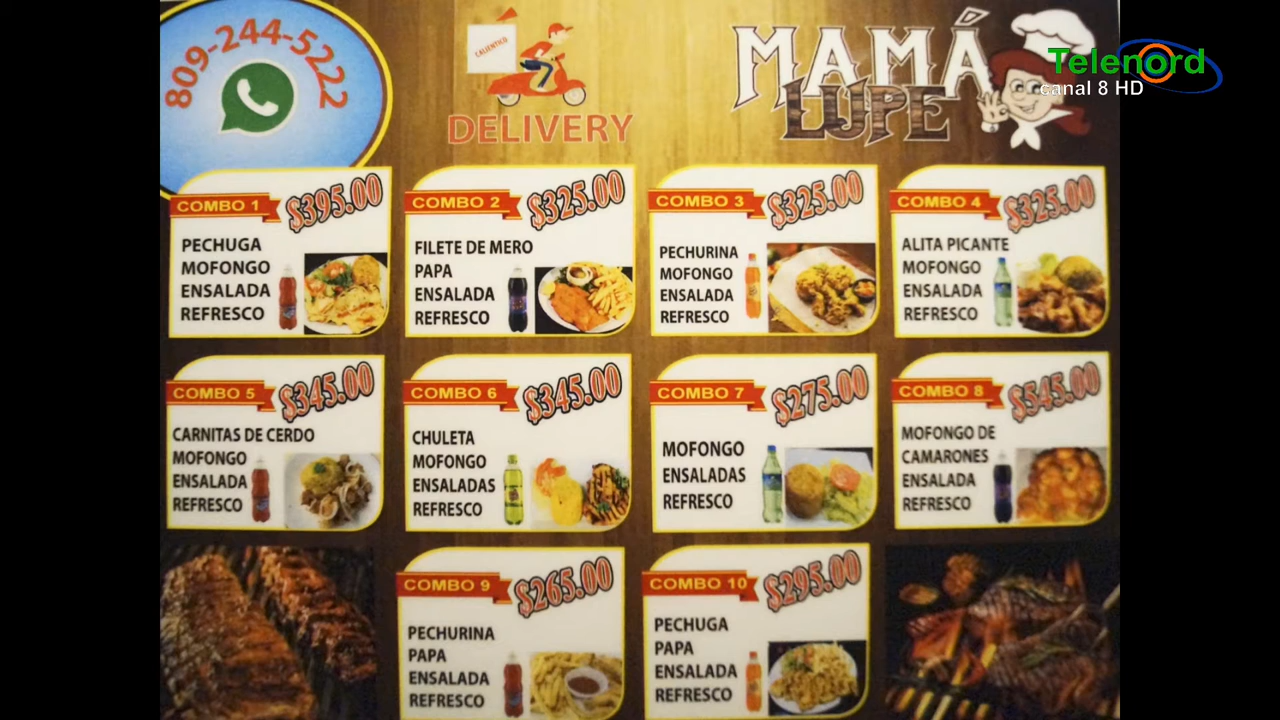 809-244-5222
CALIENTICO
DELIVERY
MAMÁ
LUPE
Telenord
canal 8 HD
COMBO 1
$395.00
PECHUGA
MOFONGO
ENSALADA
REFRESCO
COMBO 2
$325.00
FILETE DE MERO
PAPA
ENSALADA
REFRESCO
COMBO 3
$325.00
PECHURINA
MOFONGO
ENSALADA
REFRESCO
COMBO 4
$325.00
ALITA PICANTE
MOFONGO
ENSALADA
REFRESCO
COMBO 5
$345.00
CARNITAS DE CERDO
MOFONGO
ENSALADA
REFRESCO
COMBO 6
$345.00
CHULETA
MOFONGO
ENSALADAS
REFRESCO
COMBO 7
$275.00
MOFONGO
ENSALADAS
REFRESCO
COMBO 8
$545.00
MOFONGO DE
CAMARONES
ENSALADA
REFRESCO
COMBO 9
$265.00
PECHURINA
PAPA
ENSALADA
REFRESCO
COMBO 10
$295.00
PECHUGA
PAPA
ENSALADA
REFRESCO